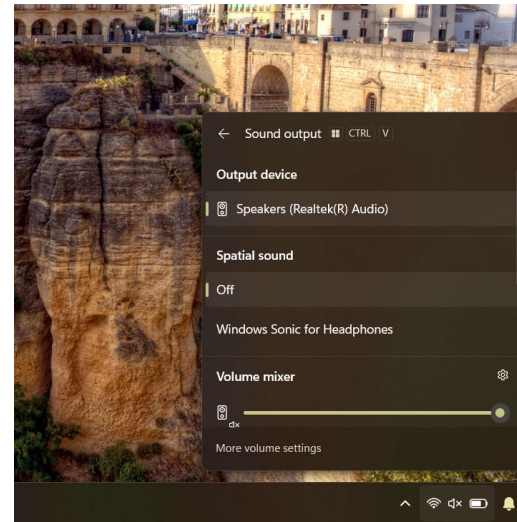 Sound output CTRL V
Output device
Speakers (Realtek(R) Audio)
Spatial sound
Off
Windows Sonic for Headphones
Volume mixer
More volume settings